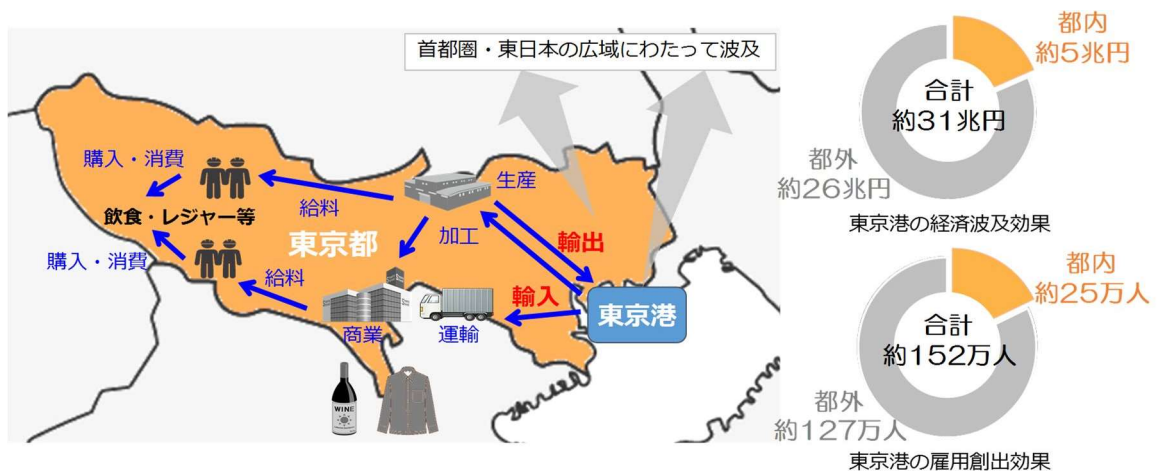 首都圏・東日本の広域にわたって波及
購入・消費
生産
給料
飲食・レジャー等
東京都
加工
輸出
購入・消費
給料
輸入
東京港
商業
運輸
WINE
都内
約5兆円
合計
約31兆円
都外
約26兆円
東京港の経済波及効果
都内
約25万人
合計
約152万人
都外
約127万人
東京港の雇用創出効果